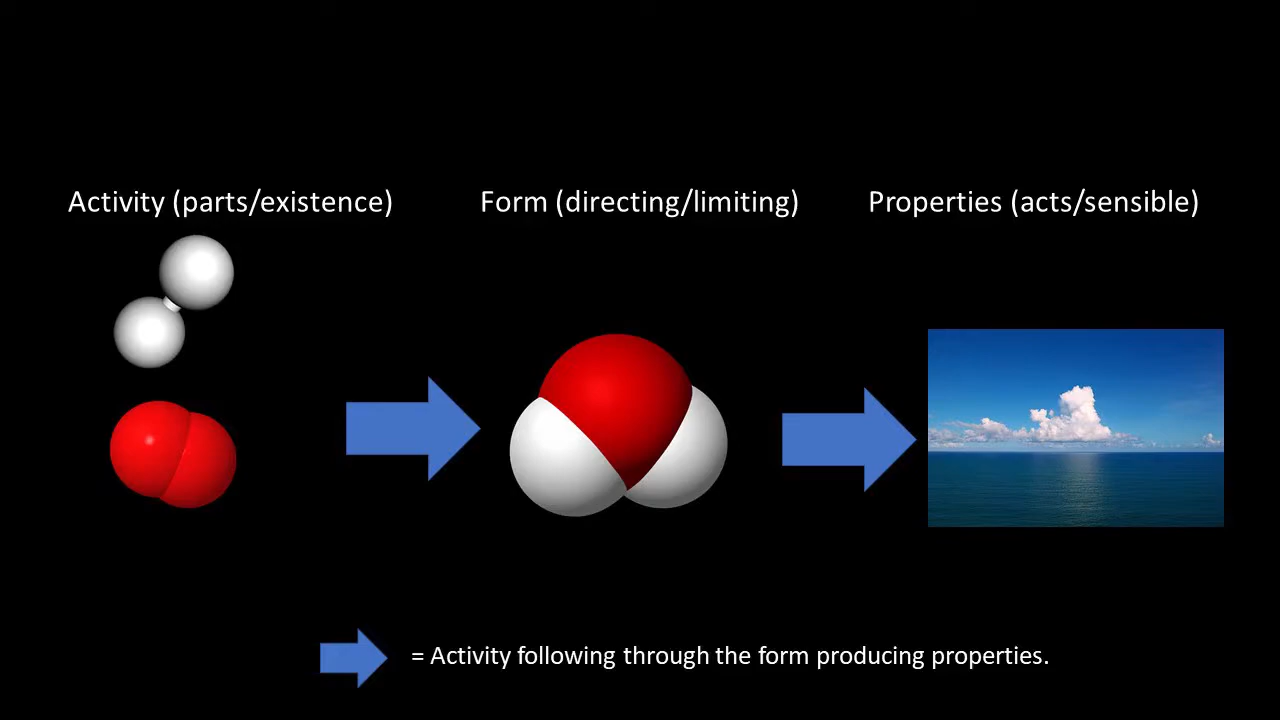 Activity (parts/existence)
Form (directing/limiting)
Properties (acts/sensible)
= Activity following through the form producing properties.